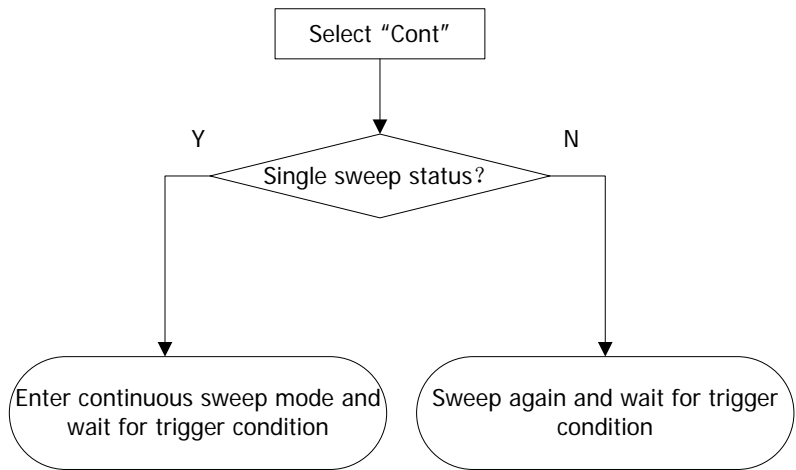 Select “Cont”
Y
N
Single sweep status？
Enter continuous sweep mode and
wait for trigger condition
Sweep again and wait for trigger
condition